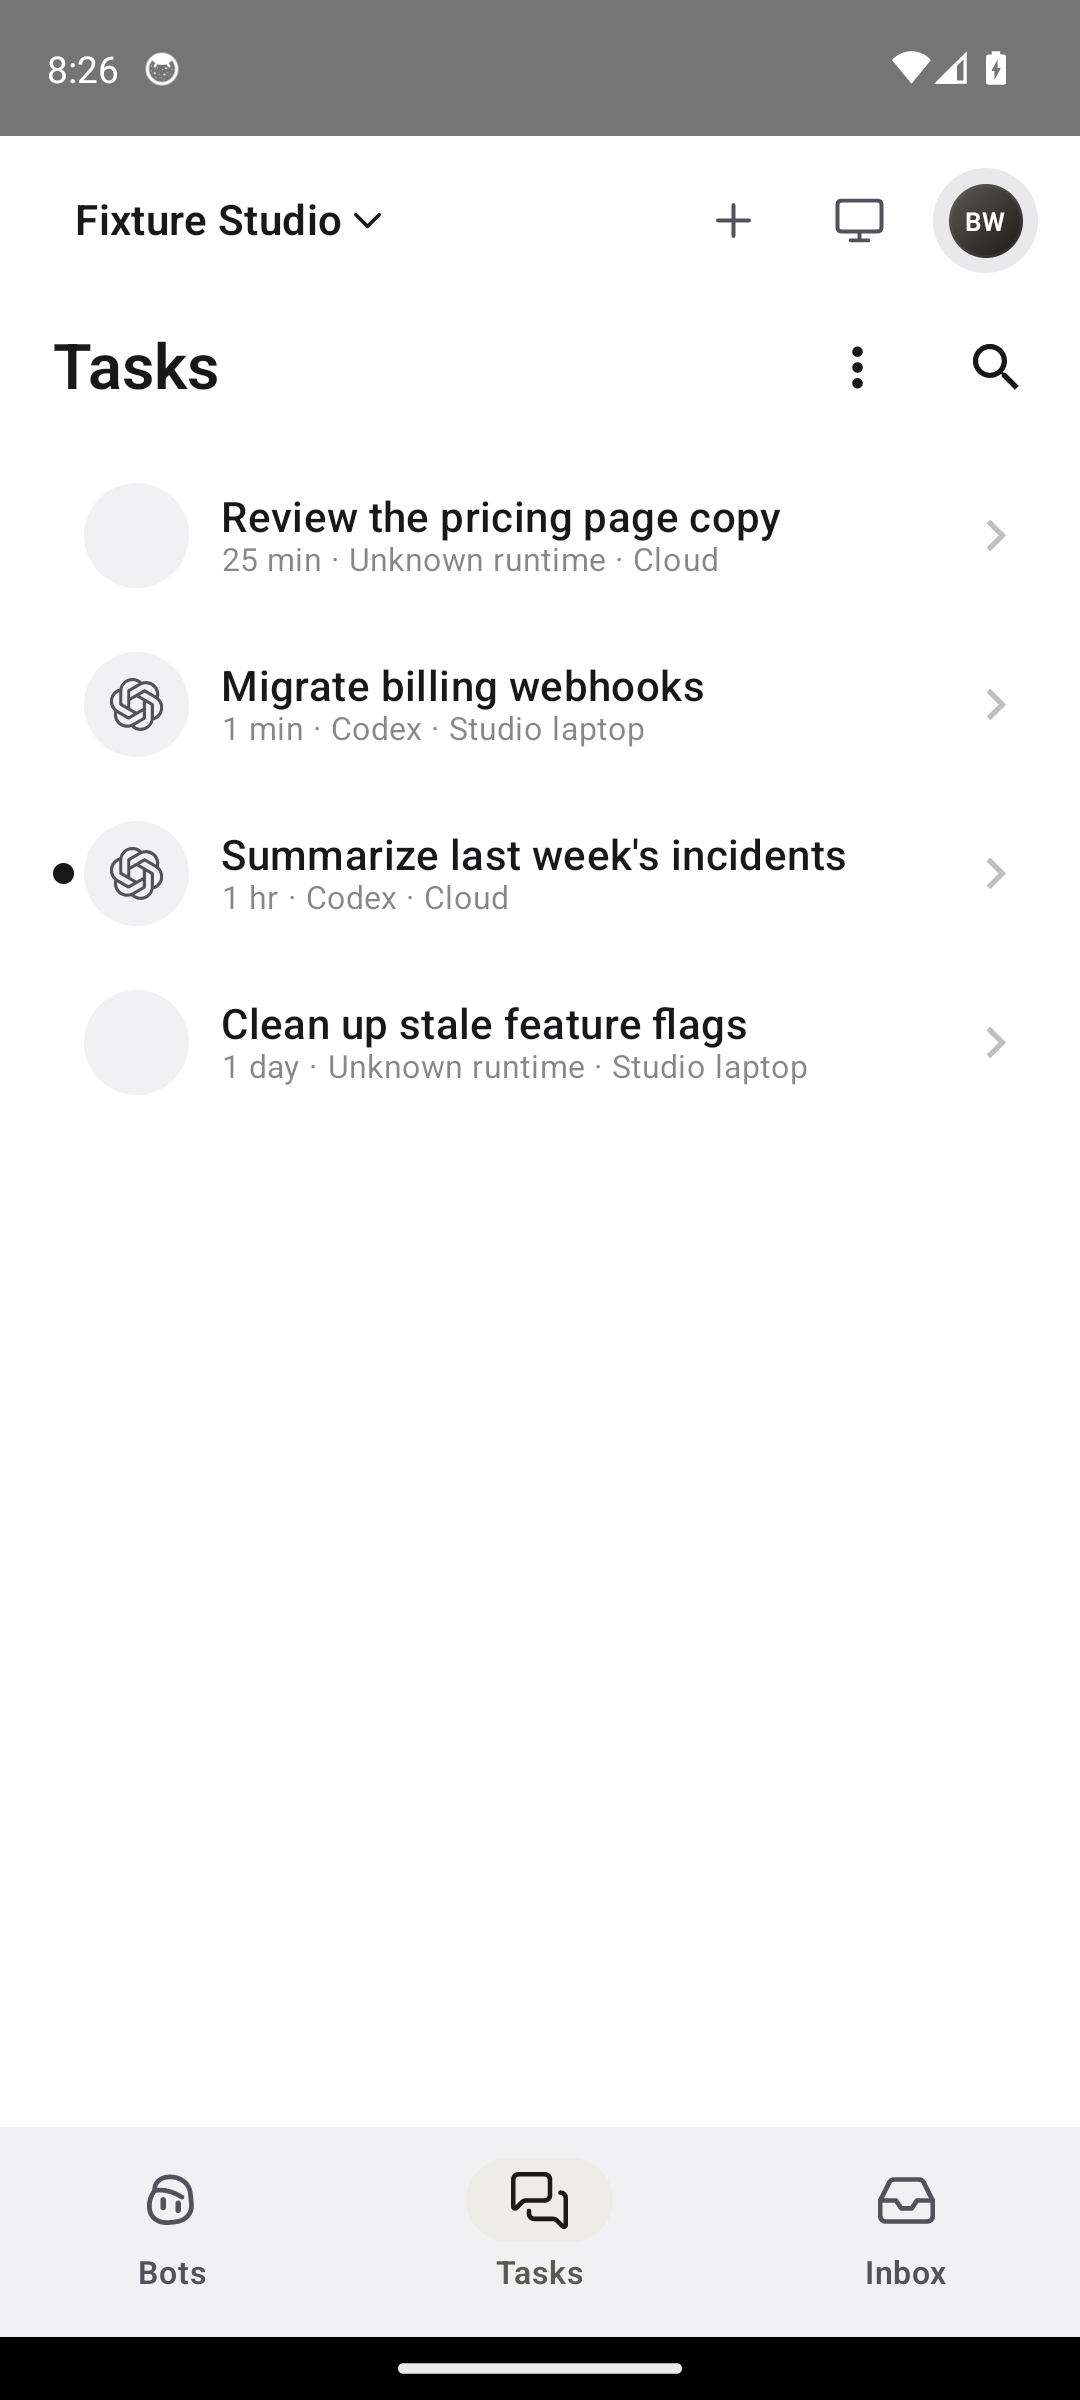 8:26
Fixture Studio
BW
Tasks
Review the pricing page copy
25 min · Unknown runtime · Cloud
Migrate billing webhooks
1 min · Codex · Studio laptop
Summarize last week's incidents
1 hr · Codex · Cloud
Clean up stale feature flags
1 day · Unknown runtime · Studio laptop
Bots
Tasks
Inbox